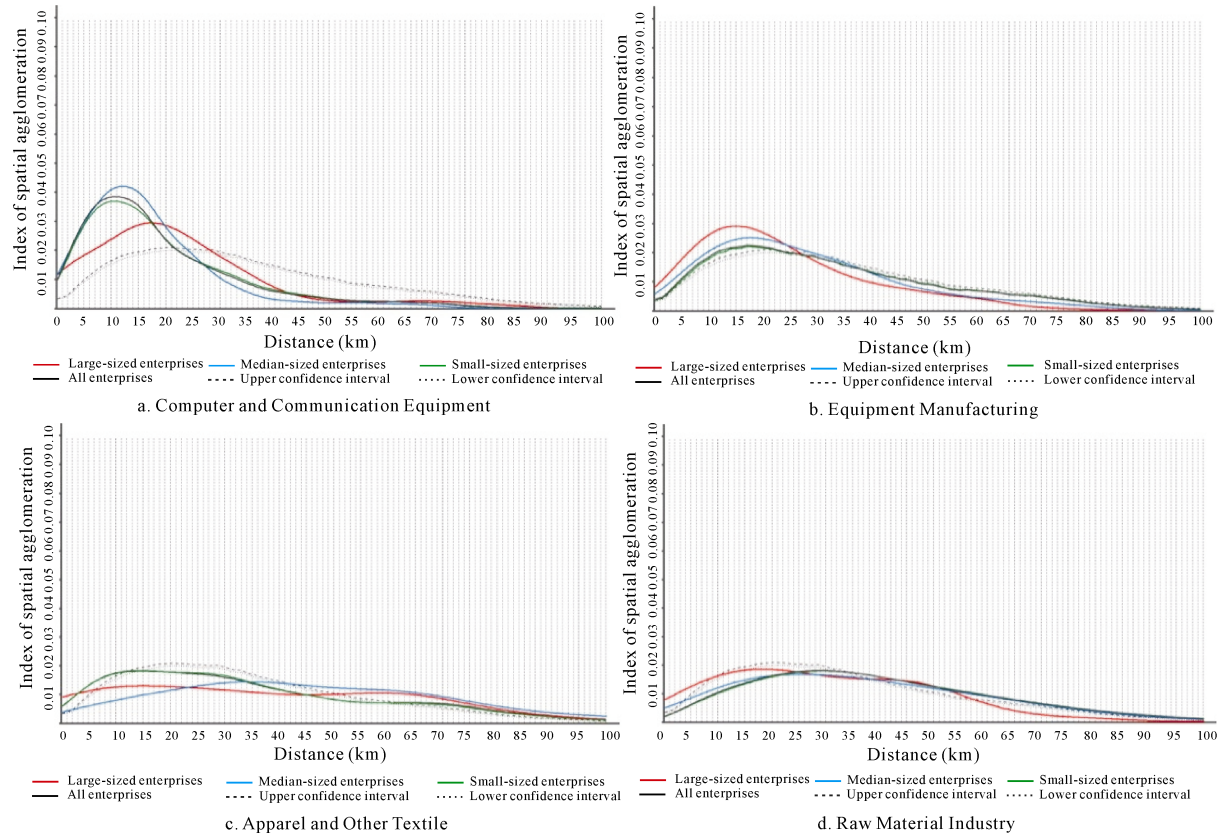 Index of spatial agglomeration
0.01 0.02 0.03 0.04 0.05 0.06 0.07 0.08 0.09 0.10
0 5 10 15 20 25 30 35 40 45 50 55 60 65 70 75 80 85 90 95 100
Distance (km)
Large-sized enterprises Median-sized enterprises Small-sized enterprises
All enterprises Upper confidence interval Lower confidence interval
a. Computer and Communication Equipment
Index of spatial agglomeration
0.01 0.02 0.03 0.04 0.05 0.06 0.07 0.08 0.09 0.10
0 5 10 15 20 25 30 35 40 45 50 55 60 65 70 75 80 85 90 95 100
Distance (km)
Large-sized enterprises Median-sized enterprises Small-sized enterprises
All enterprises Upper confidence interval Lower confidence interval
b. Equipment Manufacturing
Index of spatial agglomeration
0.01 0.02 0.03 0.04 0.05 0.06 0.07 0.08 0.09 0.10
0 5 10 15 20 25 30 35 40 45 50 55 60 65 70 75 80 85 90 95 100
Distance (km)
Large-sized enterprises Median-sized enterprises Small-sized enterprises
All enterprises Upper confidence interval Lower confidence interval
c. Apparel and Other Textile
Index of spatial agglomeration
0.01 0.02 0.03 0.04 0.05 0.06 0.07 0.08 0.09 0.10
0 5 10 15 20 25 30 35 40 45 50 55 60 65 70 75 80 85 90 95 100
Distance (km)
Large-sized enterprises Median-sized enterprises Small-sized enterprises
All enterprises Upper confidence interval Lower confidence interval
d. Raw Material Industry